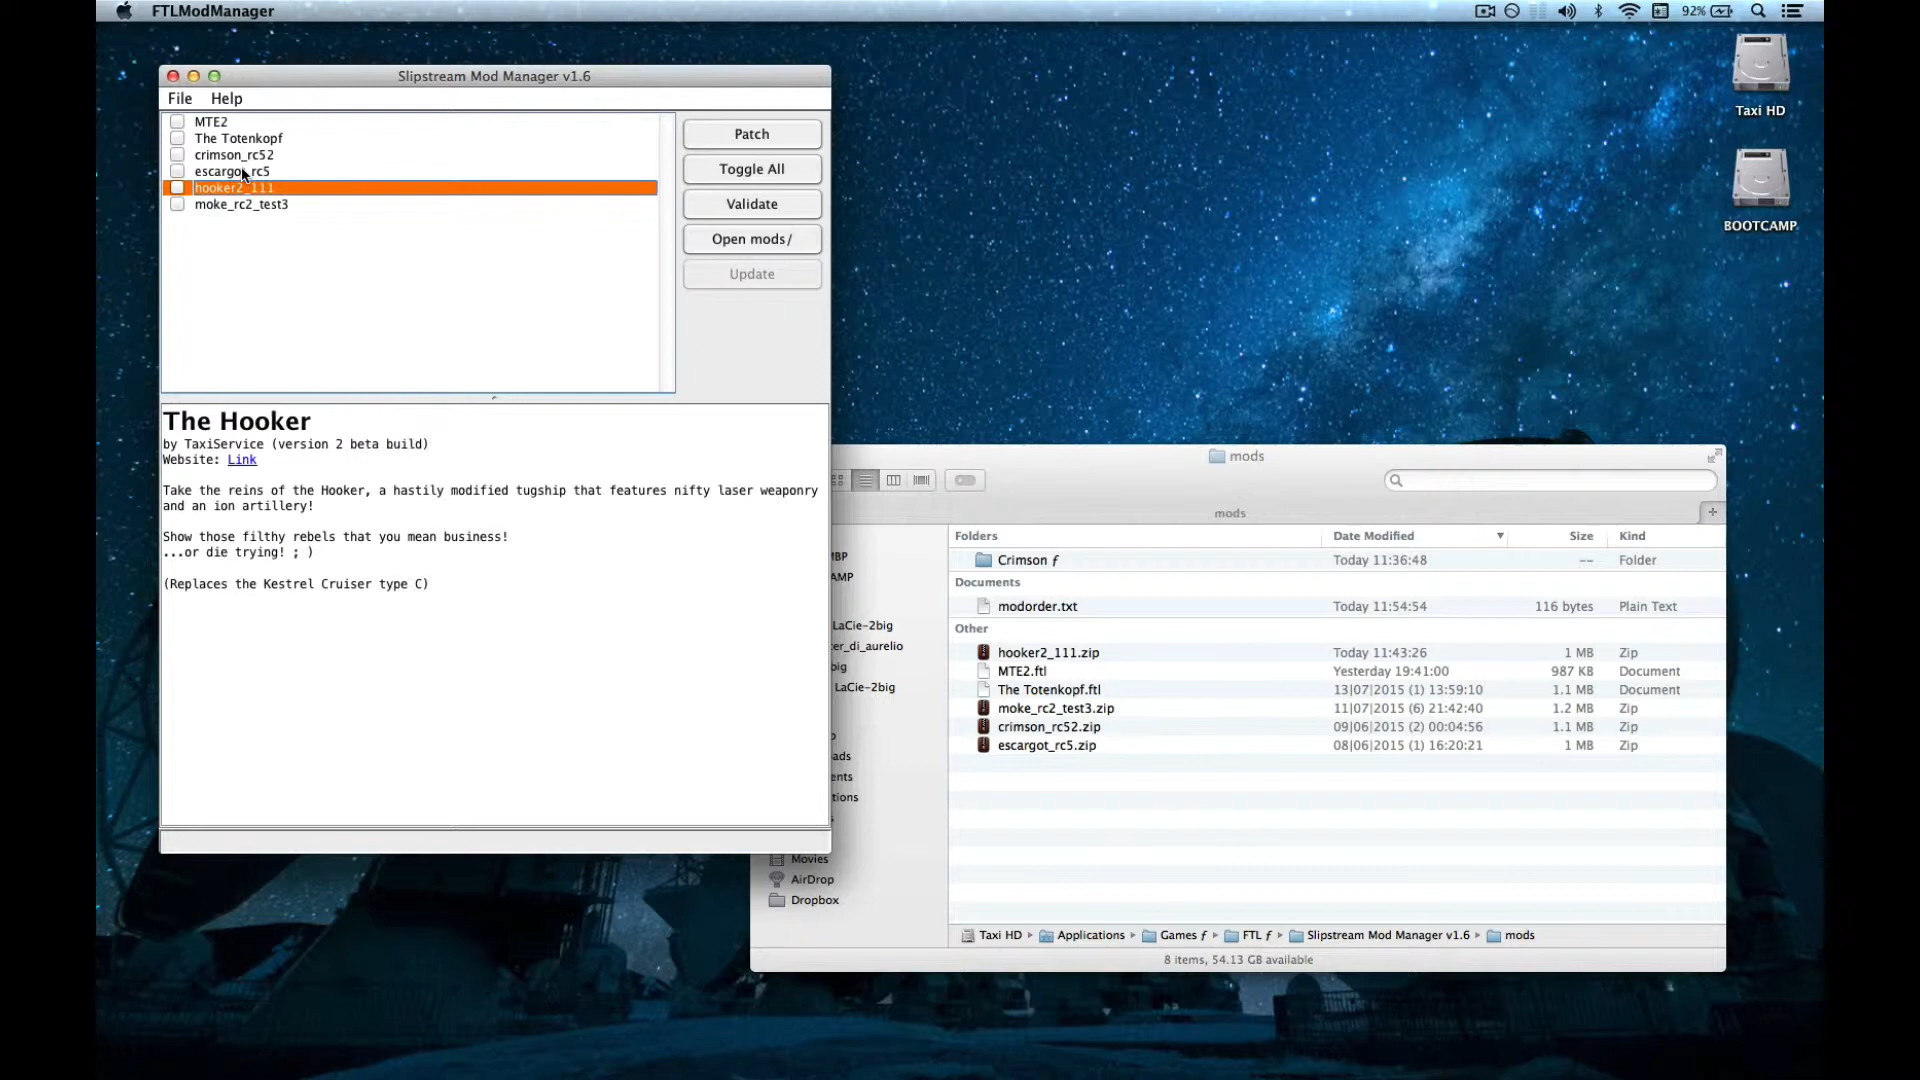 FTLModManager
92%
Taxi HD
BOOTCAMP
Slipstream Mod Manager v1.6
File Help
MTE2
The Totenkopf
crimson_rc52
escargot_rc5
hooker2_111
moke_rc2_test3
Patch
Toggle All
Validate
Open mods/
Update
The Hooker
by TaxiService (version 2 beta build)
Website: Link
Take the reins of the Hooker, a hastily modified tugship that features nifty laser weaponry
and an ion artillery!
Show those filthy rebels that you mean business!
...or die trying! ; )
(Replaces the Kestrel Cruiser type C)
mods
mods
Folders Date Modified Size Kind
Crimson ƒ Today 11:36:48 -- Folder
Documents
modorder.txt Today 11:54:54 116 bytes Plain Text
Other
hooker2_111.zip Today 11:43:26 1 MB Zip
MTE2.ftl Yesterday 19:41:00 987 KB Document
The Totenkopf.ftl 13|07|2015 (1) 13:59:10 1.1 MB Document
moke_rc2_test3.zip 11|07|2015 (6) 21:42:40 1.2 MB Zip
crimson_rc52.zip 09|06|2015 (2) 00:04:56 1.1 MB Zip
escargot_rc5.zip 08|06|2015 (1) 16:20:21 1 MB Zip
LaCie-2big
er_di_aurelio
big
LaCie-2big
ads
ents
tions
Movies
AirDrop
Dropbox
Taxi HD Applications Games ƒ FTL ƒ Slipstream Mod Manager v1.6 mods
8 items, 54.13 GB available